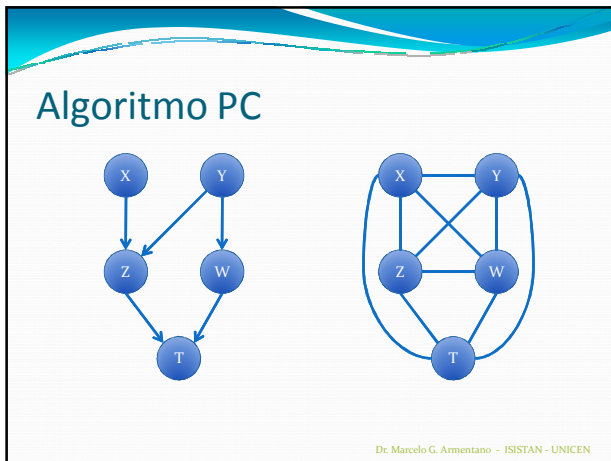 Algoritmo PC
X
Y
Z
W
T
X
Y
Z
W
T
Dr. Marcelo G. Armentano - ISISTAN - UNICEN